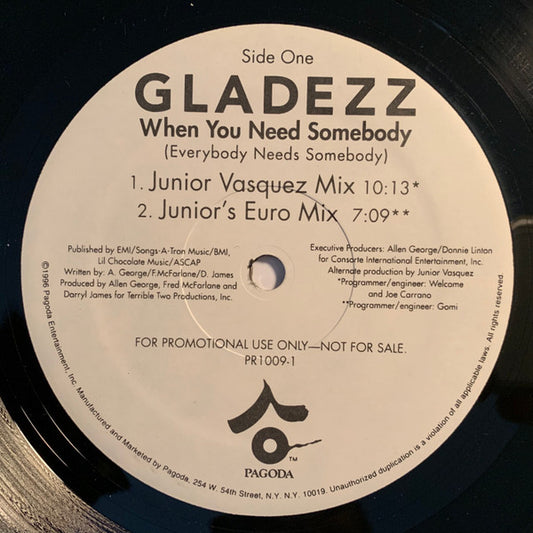 Side One
GLADEZZ
When You Need Somebody
(Everybody Needs Somebody)
1. Junior Vasquez Mix 10:13*
2. Junior's Euro Mix 7:09**
Published by EMI/Songs-A-Tron Music/BMI,
Lil Chocolate Music/ASCAP
Written by: A. George/F.McFarlane/D. James
Produced by Allen George, Fred McFarlane and
Darryl James for Terrible Two Productions, Inc.
Executive Producers: Allen George/Donnie Linton
for Consorte International Entertainment, Inc.
Alternate production by Junior Vasquez
*Programmer/engineer: Welcome
and Joe Carrano
**Programmer/engineer: Gomi
FOR PROMOTIONAL USE ONLY—NOT FOR SALE.
PR1009-1
TM
PAGODA
©1996 Pagoda Entertainment, Inc. Manufactured and Marketed by Pagoda, 254 W. 54th Street, N.Y. N.Y. 10019. Unauthorized duplication is a violation of all applicable laws. All rights reserved